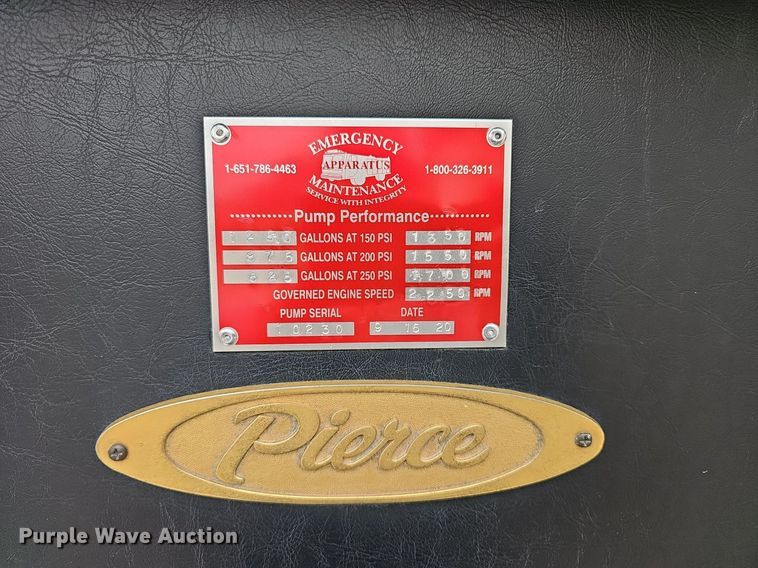 EMERGENCY
1-651-786-4463 APPARATUS 1-800-326-3911
MAINTENANCE
SERVICE WITH INTEGRITY
Pump Performance
1250 GALLONS AT 150 PSI 1356 RPM
875 GALLONS AT 200 PSI 1550 RPM
625 GALLONS AT 250 PSI 1700 RPM
GOVERNED ENGINE SPEED 2259 RPM
PUMP SERIAL DATE
10230 9 16 20
Pierce
Purple Wave Auction